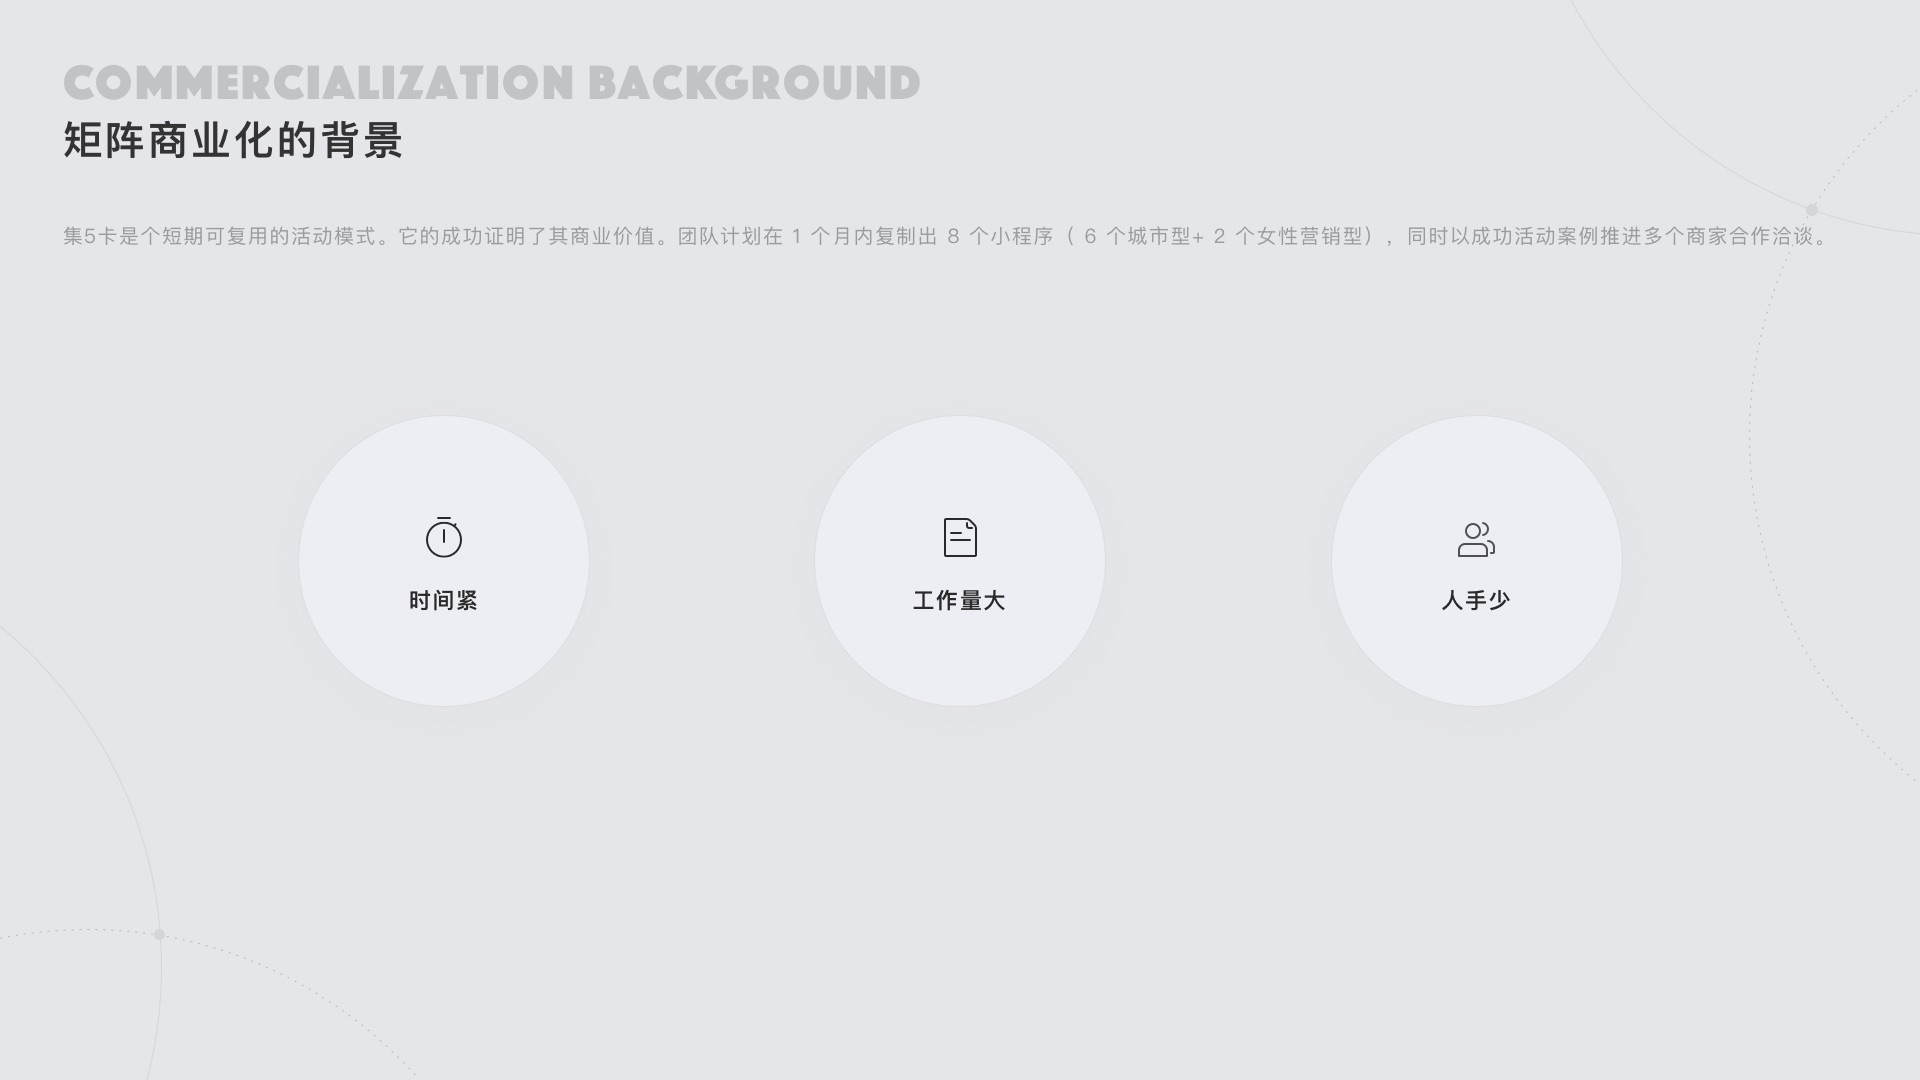 COMMERCIALIZATION BACKGROUND
矩阵商业化的背景
集5卡是个短期可复用的活动模式。它的成功证明了其商业价值。团队计划在 1 个月内复制出 8 个小程序（ 6 个城市型+ 2 个女性营销型），同时以成功活动案例推进多个商家合作洽谈。
时间紧
工作量大
人手少